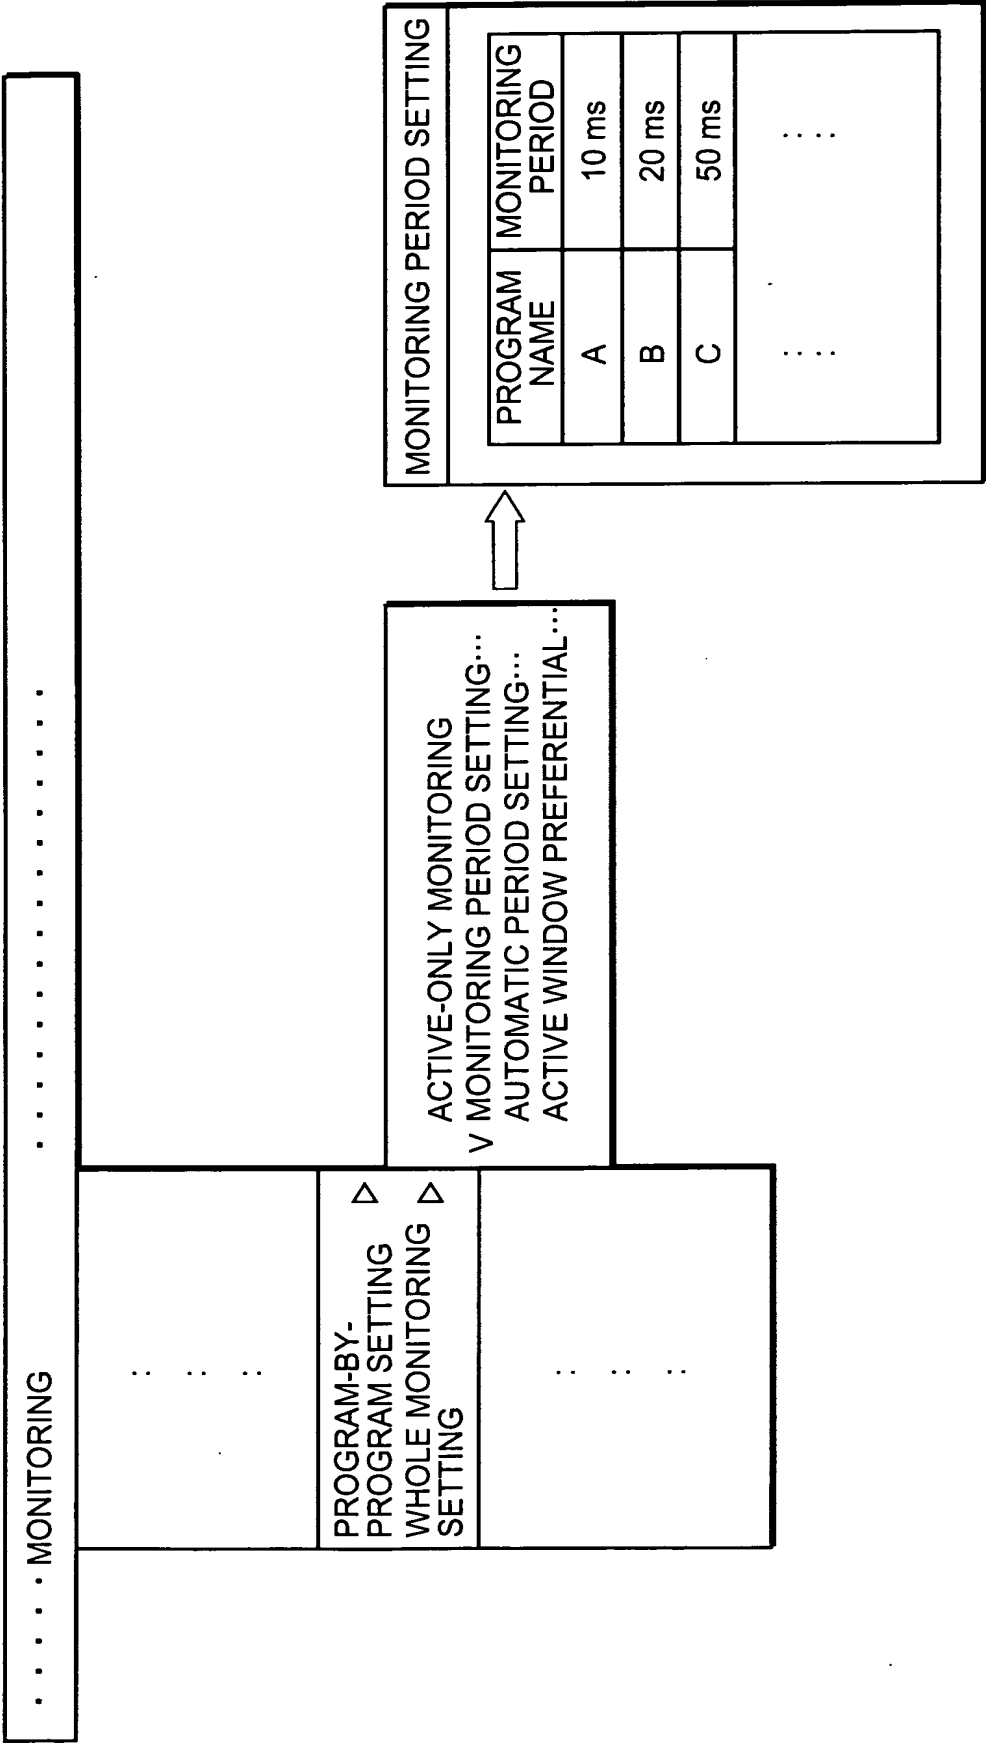 · · · · · MONITORING · · · · · · · · · · · · · · · ·
: : :
PROGRAM-BY-
PROGRAM SETTING ▷
WHOLE MONITORING ▷
SETTING
: : :
ACTIVE-ONLY MONITORING
V MONITORING PERIOD SETTING···
AUTOMATIC PERIOD SETTING···
ACTIVE WINDOW PREFERENTIAL···
MONITORING PERIOD SETTING
PROGRAM NAME
MONITORING PERIOD
A 10 ms
B 20 ms
C 50 ms
: : : :